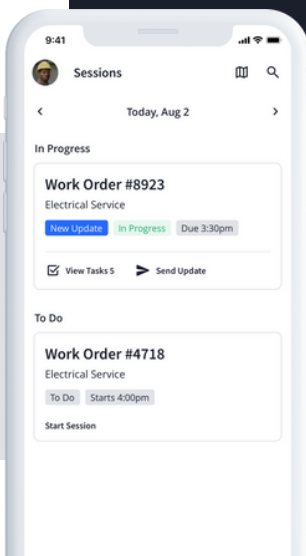 9:41
Sessions
Today, Aug 2
In Progress
Work Order #8923
Electrical Service
New Update In Progress Due 3:30pm
View Tasks 5 Send Update
To Do
Work Order #4718
Electrical Service
To Do Starts 4:00pm
Start Session